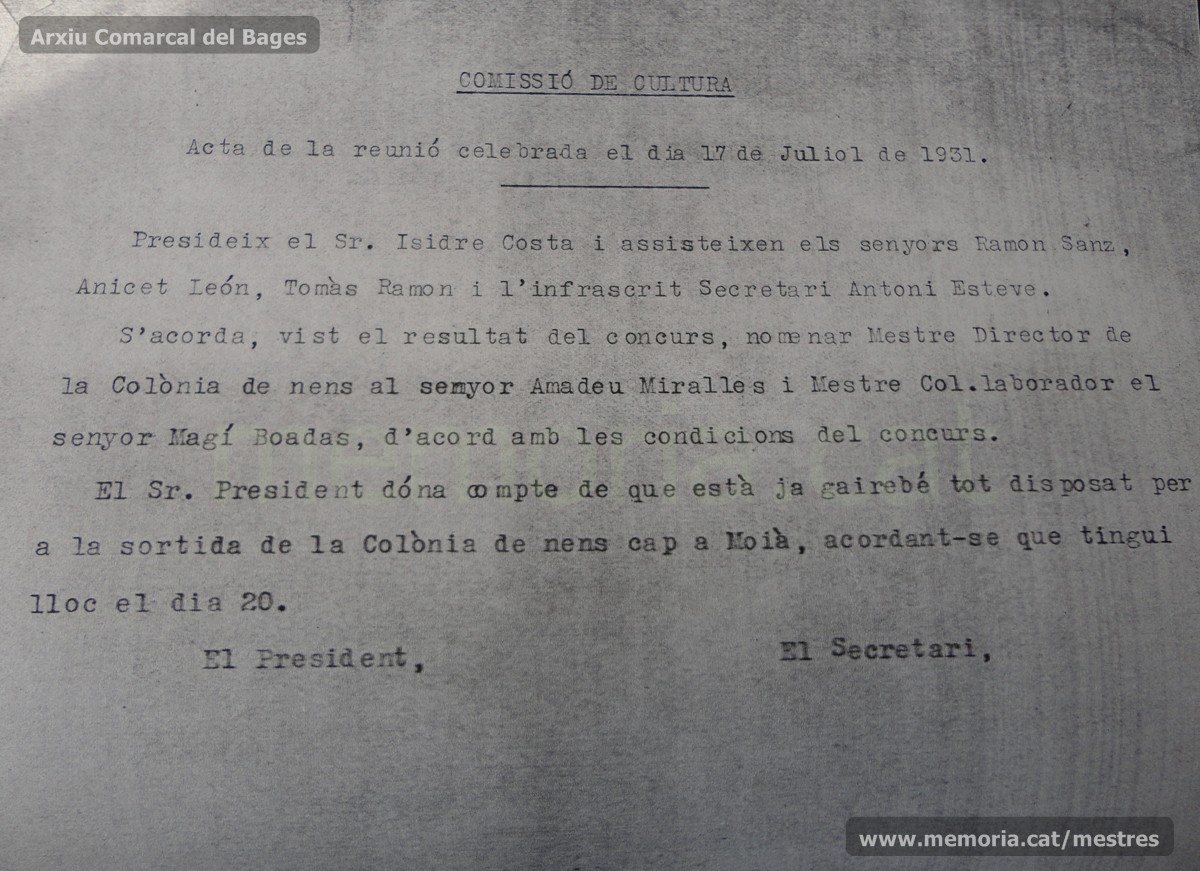 Arxiu Comarcal del Bages
COMISSIÓ DE CULTURA
Acta de la reunió celebrada el dia 17 de Juliol de 1931.
Presideix el Sr. Isidre Costa i assisteixen els senyors Ramon Sanz,
Anicet León, Tomàs Ramon i l'infrascrit Secretari Antoni Esteve.
S'acorda, vist el resultat del concurs, nomenar Mestre Director de
la Colònia de nens al semyor Amadeu Miralles i Mestre Col.laborador el
senyor Magí Boadas, d'acord amb les condicions del concurs.
El Sr. President dóna compte de que està ja gairebé tot disposat per
a la sortida de la Colònia de nens cap a Moià, acordant-se que tingui
lloc el dia 20.
El President,
El Secretari,
memoria.cat
www.memoria.cat/mestres